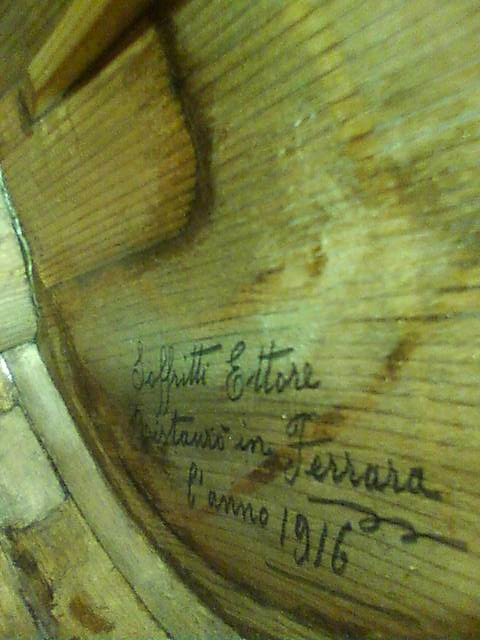 Soffritti Ettore
Ristaurò in Ferrara
l'anno 1916